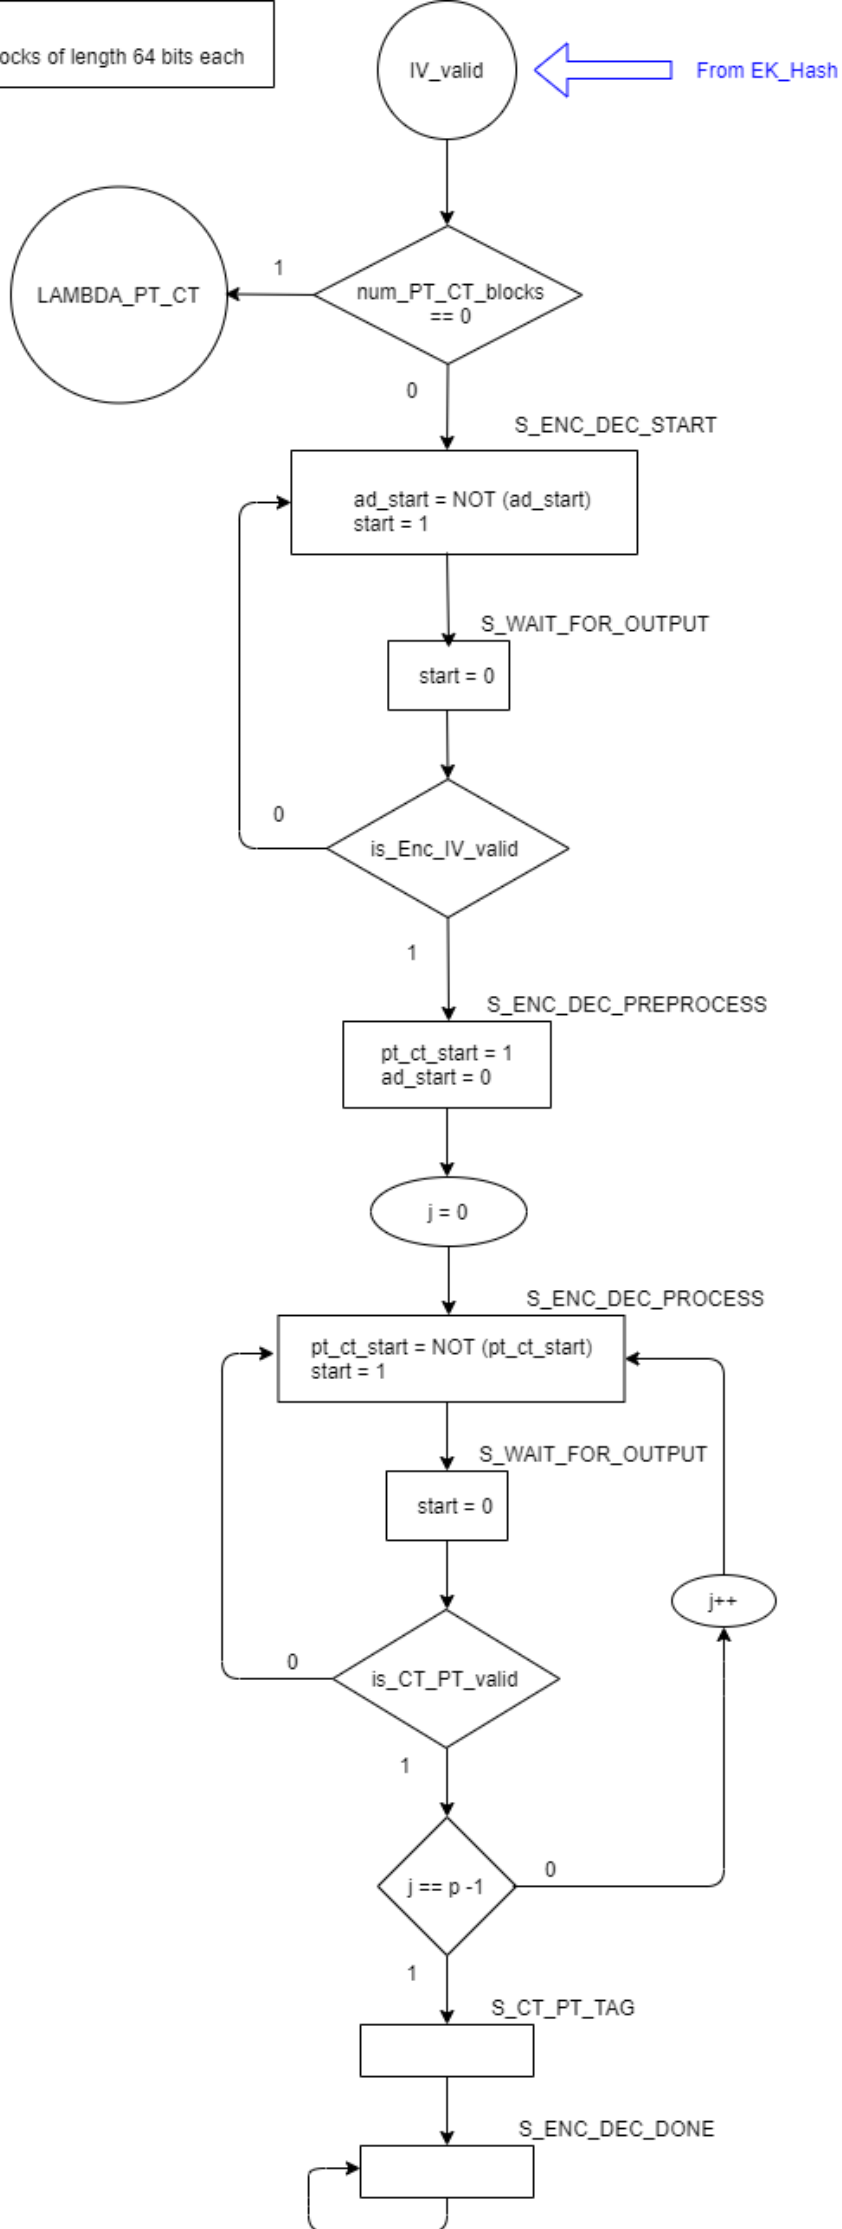 ocks of length 64 bits each
IV_valid
From EK_Hash
LAMBDA_PT_CT
1
num_PT_CT_blocks
== 0
0
S_ENC_DEC_START
ad_start = NOT (ad_start)
start = 1
S_WAIT_FOR_OUTPUT
start = 0
0
is_Enc_IV_valid
1
S_ENC_DEC_PREPROCESS
pt_ct_start = 1
ad_start = 0
j = 0
S_ENC_DEC_PROCESS
pt_ct_start = NOT (pt_ct_start)
start = 1
S_WAIT_FOR_OUTPUT
start = 0
j++
0
is_CT_PT_valid
1
j == p -1
0
1
S_CT_PT_TAG
S_ENC_DEC_DONE